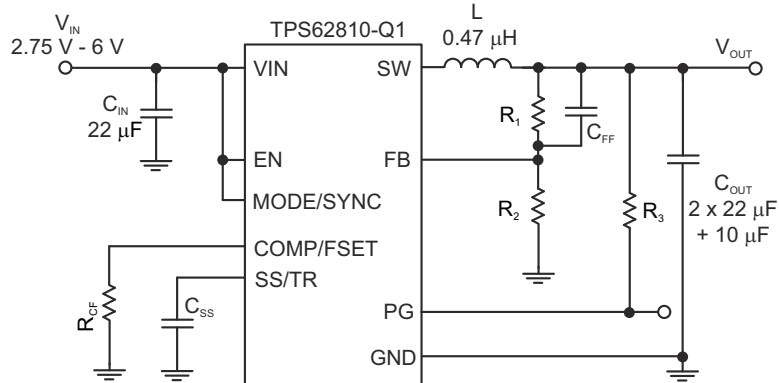 TPS62810-Q1
V_IN
2.75 V - 6 V
L
0.47 μH
V_OUT
VIN
SW
C_IN
22 μF
R_1
C_FF
EN
FB
MODE/SYNC
R_2
R_3
C_OUT
2 x 22 μF
+ 10 μF
COMP/FSET
SS/TR
R_CF
C_SS
PG
GND